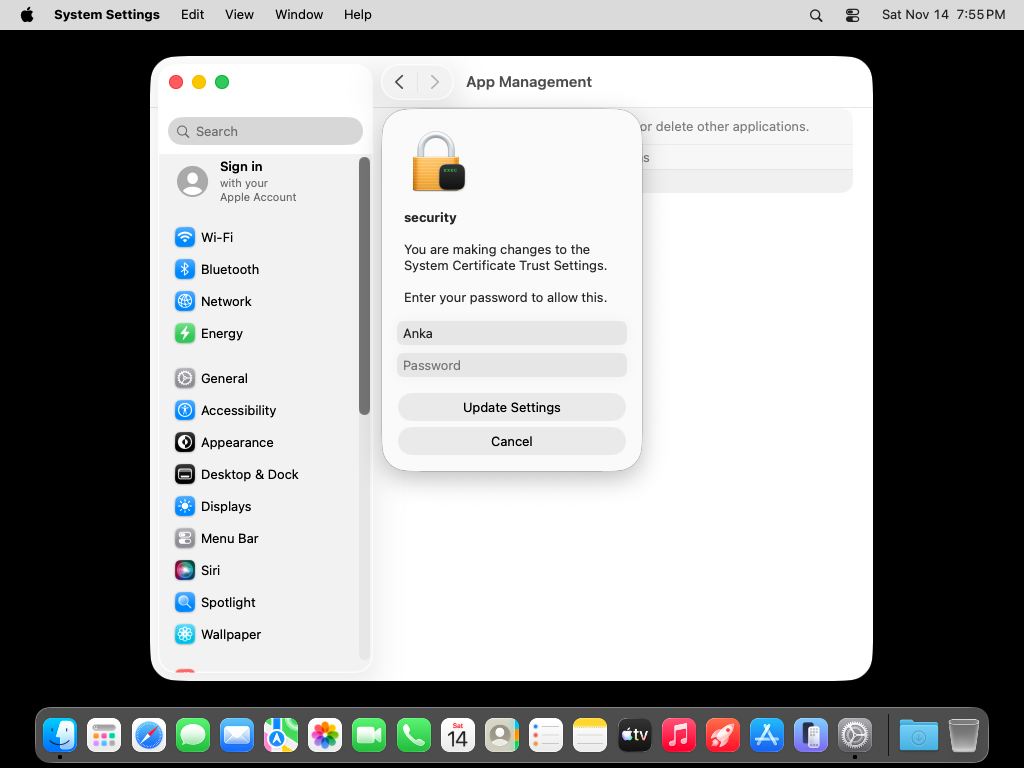 System Settings Edit View Window Help Sat Nov 14 7:55 PM
App Management
Search
Sign in
with your
Apple Account
Wi-Fi
Bluetooth
Network
Energy
General
Accessibility
Appearance
Desktop & Dock
Displays
Menu Bar
Siri
Spotlight
Wallpaper
or delete other applications.
exec
security
You are making changes to the
System Certificate Trust Settings.
Enter your password to allow this.
Anka
Password
Update Settings
Cancel
Sat
14
tv